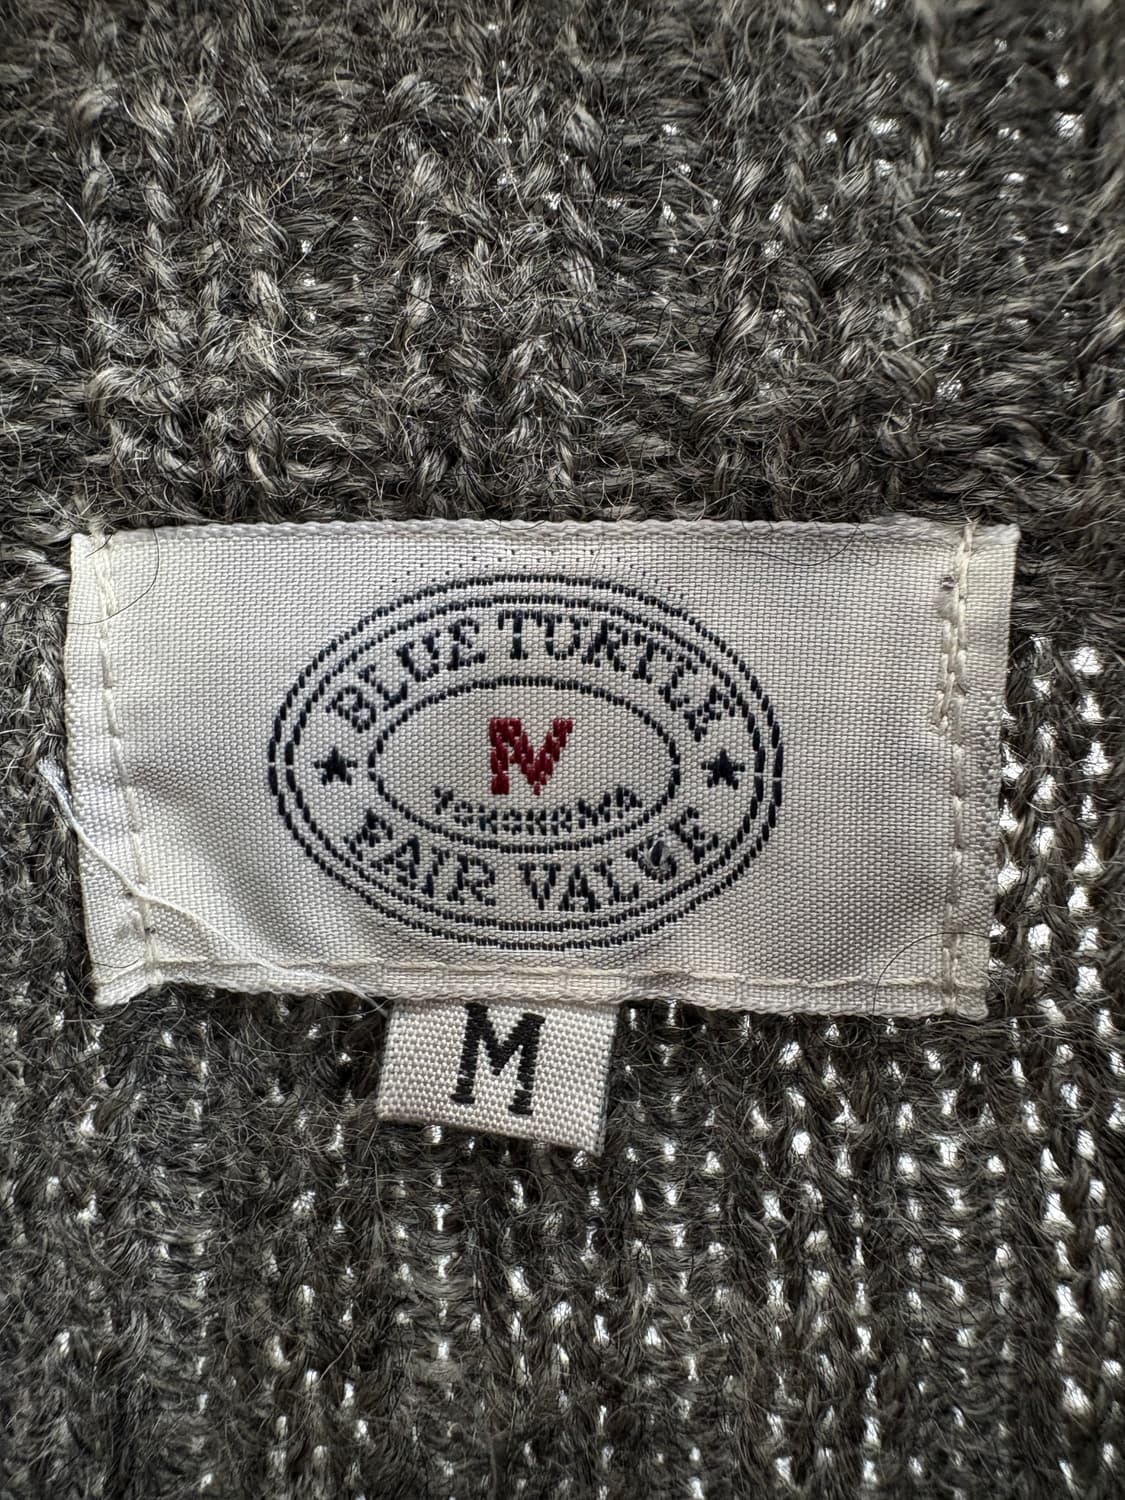 BLUE TURTLE
YOKOHAMA
FAIR VALUE
M